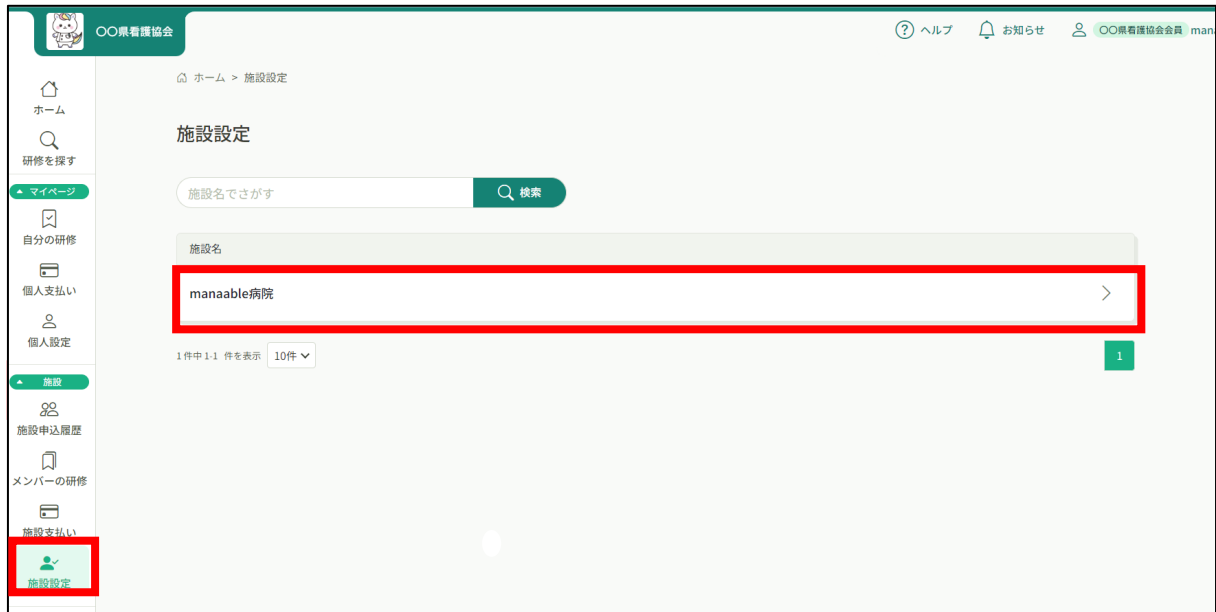 〇〇県看護協会
ヘルプ
お知らせ
〇〇県看護協会会員 mana
ホーム > 施設設定
ホーム
研修を探す
マイページ
自分の研修
個人支払い
個人設定
施設
施設申込履歴
メンバーの研修
施設支払い
施設設定
施設設定
施設名でさがす
検索
施設名
manaable病院
1件中 1-1 件を表示 10件
1